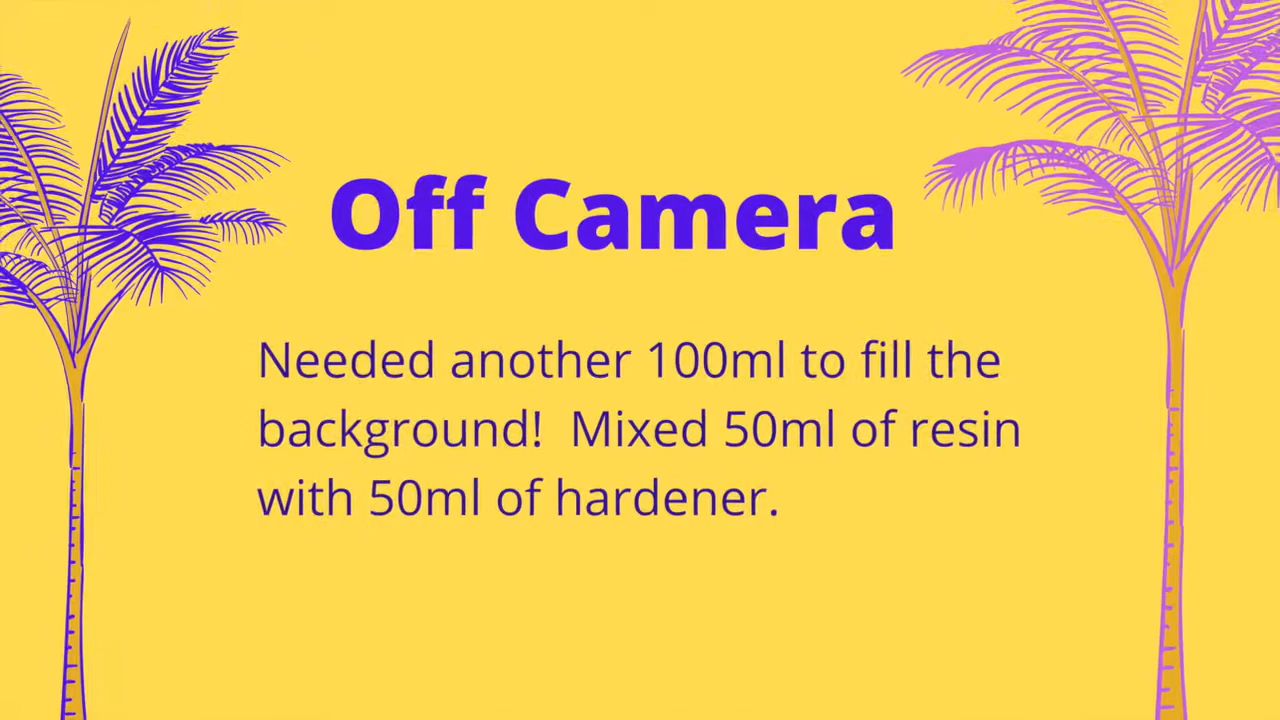 Off Camera
Needed another 100ml to fill the
background!  Mixed 50ml of resin
with 50ml of hardener.